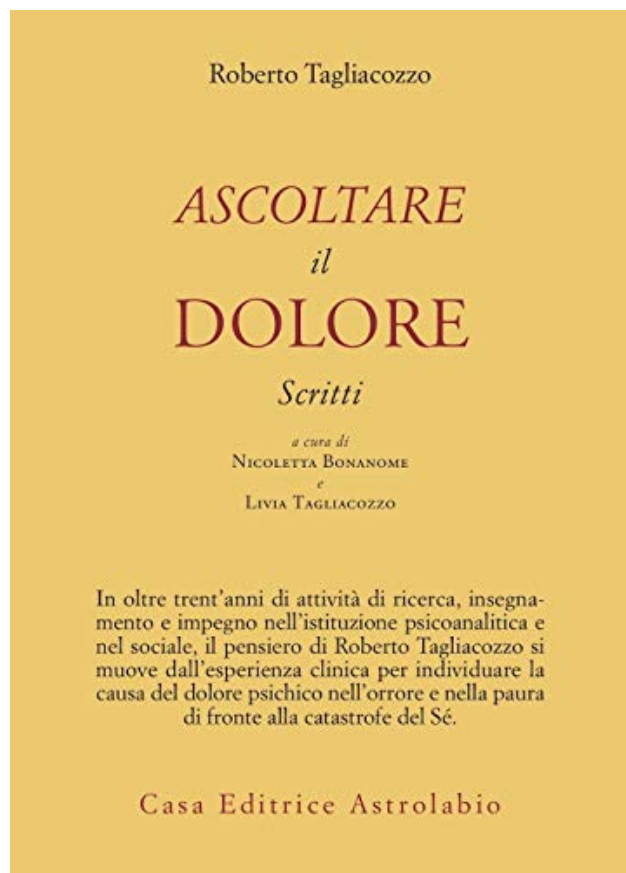 Roberto Tagliacozzo
ASCOLTARE
il
DOLORE
Scritti
a cura di
NICOLETTA BONANOME
e
LIVIA TAGLIACOZZO
In oltre trent'anni di attività di ricerca, insegna-
mento e impegno nell'istituzione psicoanalitica e
nel sociale, il pensiero di Roberto Tagliacozzo si
muove dall'esperienza clinica per individuare la
causa del dolore psichico nell'orrore e nella paura
di fronte alla catastrofe del Sé.
Casa Editrice Astrolabio